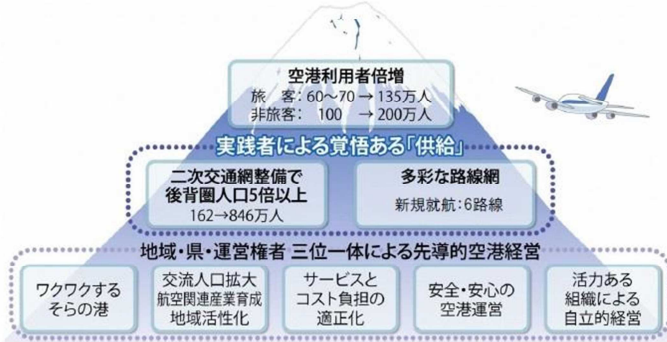 空港利用者倍増
旅 客：60～70 → 135万人
非旅客： 100 → 200万人
実践者による覚悟ある「供給」
二次交通網整備で
後背圏人口5倍以上
162→846万人
多彩な路線網
新規就航：6路線
地域・県・運営権者 三位一体による先導的空港経営
ワクワクする
そらの港
交流人口拡大
航空関連産業育成
地域活性化
サービスと
コスト負担の
適正化
安全・安心の
空港運営
活力ある
組織による
自立的経営